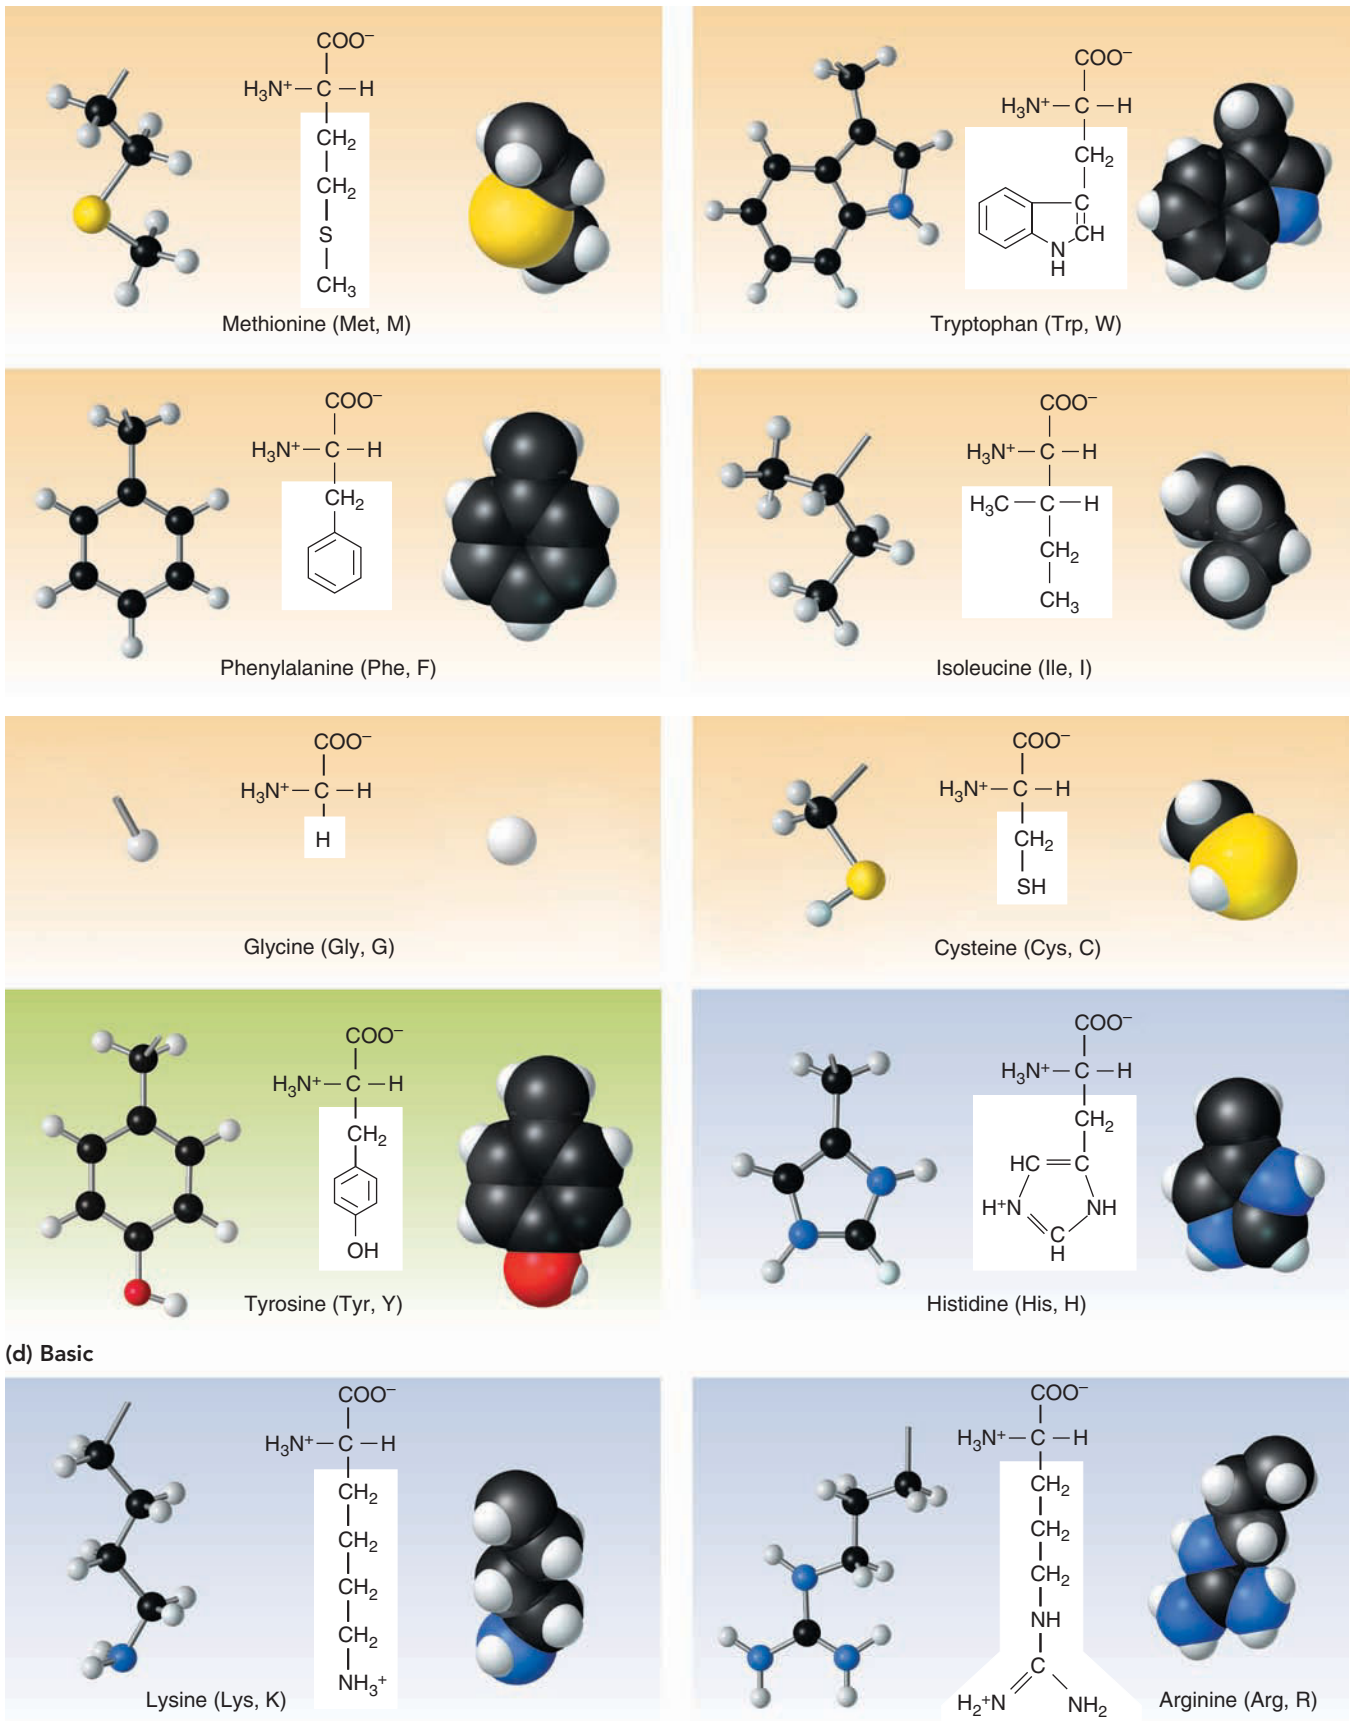 COO–
H3N+—C—H
CH2
CH2
S
CH3
Methionine (Met, M)
COO–
H3N+—C—H
CH2
C
CH
N
H
Tryptophan (Trp, W)
COO–
H3N+—C—H
CH2
Phenylalanine (Phe, F)
COO–
H3N+—C—H
H3C—C—H
CH2
CH3
Isoleucine (Ile, I)
COO–
H3N+—C—H
H
Glycine (Gly, G)
COO–
H3N+—C—H
CH2
SH
Cysteine (Cys, C)
COO–
H3N+—C—H
CH2
OH
Tyrosine (Tyr, Y)
COO–
H3N+—C—H
CH2
HC=C
H+N NH
C
H
Histidine (His, H)
(d) Basic
COO–
H3N+—C—H
CH2
CH2
CH2
CH2
NH3+
Lysine (Lys, K)
COO–
H3N+—C—H
CH2
CH2
CH2
NH
C
H2+N NH2
Arginine (Arg, R)